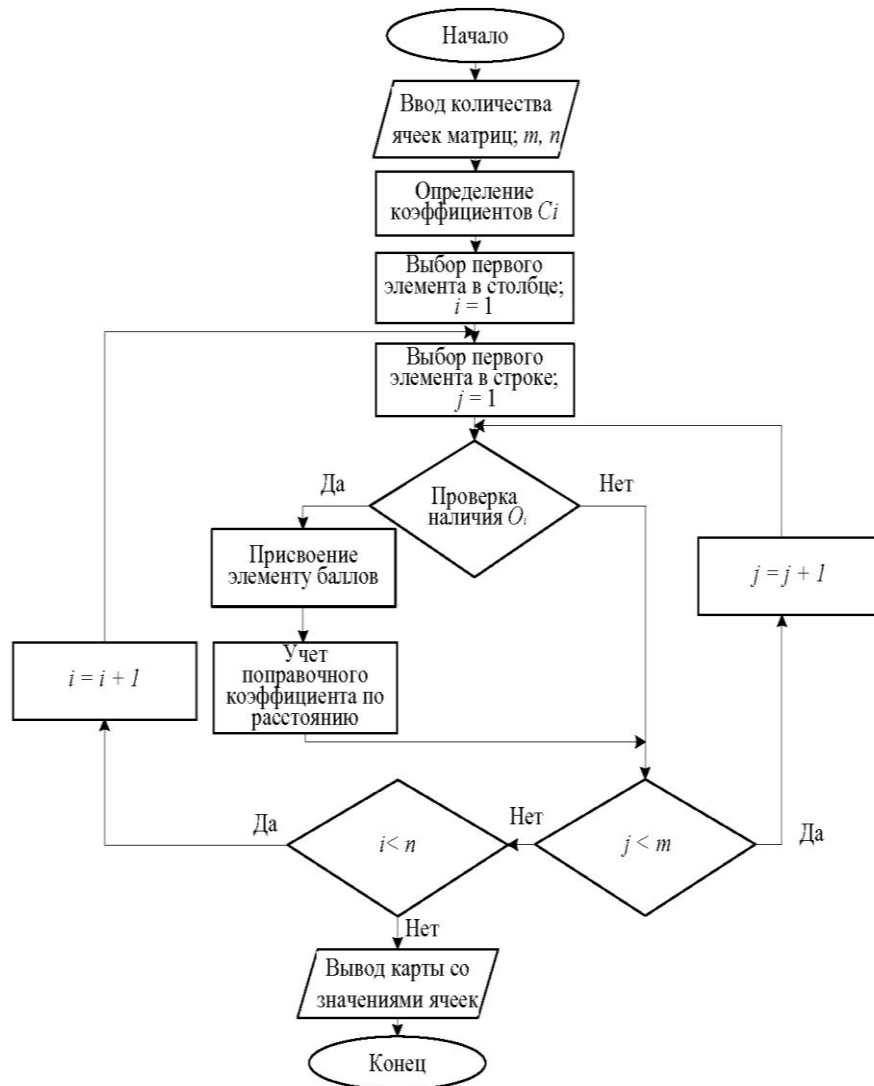 Начало
Ввод количества
ячеек матриц; m, n
Определение
коэффициентов Ci
Выбор первого
элемента в столбце;
i = 1
Выбор первого
элемента в строке;
j = 1
Да
Проверка
наличия Oi
Нет
Присвоение
элементу баллов
j = j + 1
Учет
поправочного
коэффициента по
расстоянию
i = i + 1
Да
i< n
Нет
j < m
Да
Нет
Вывод карты со
значениями ячеек
Конец